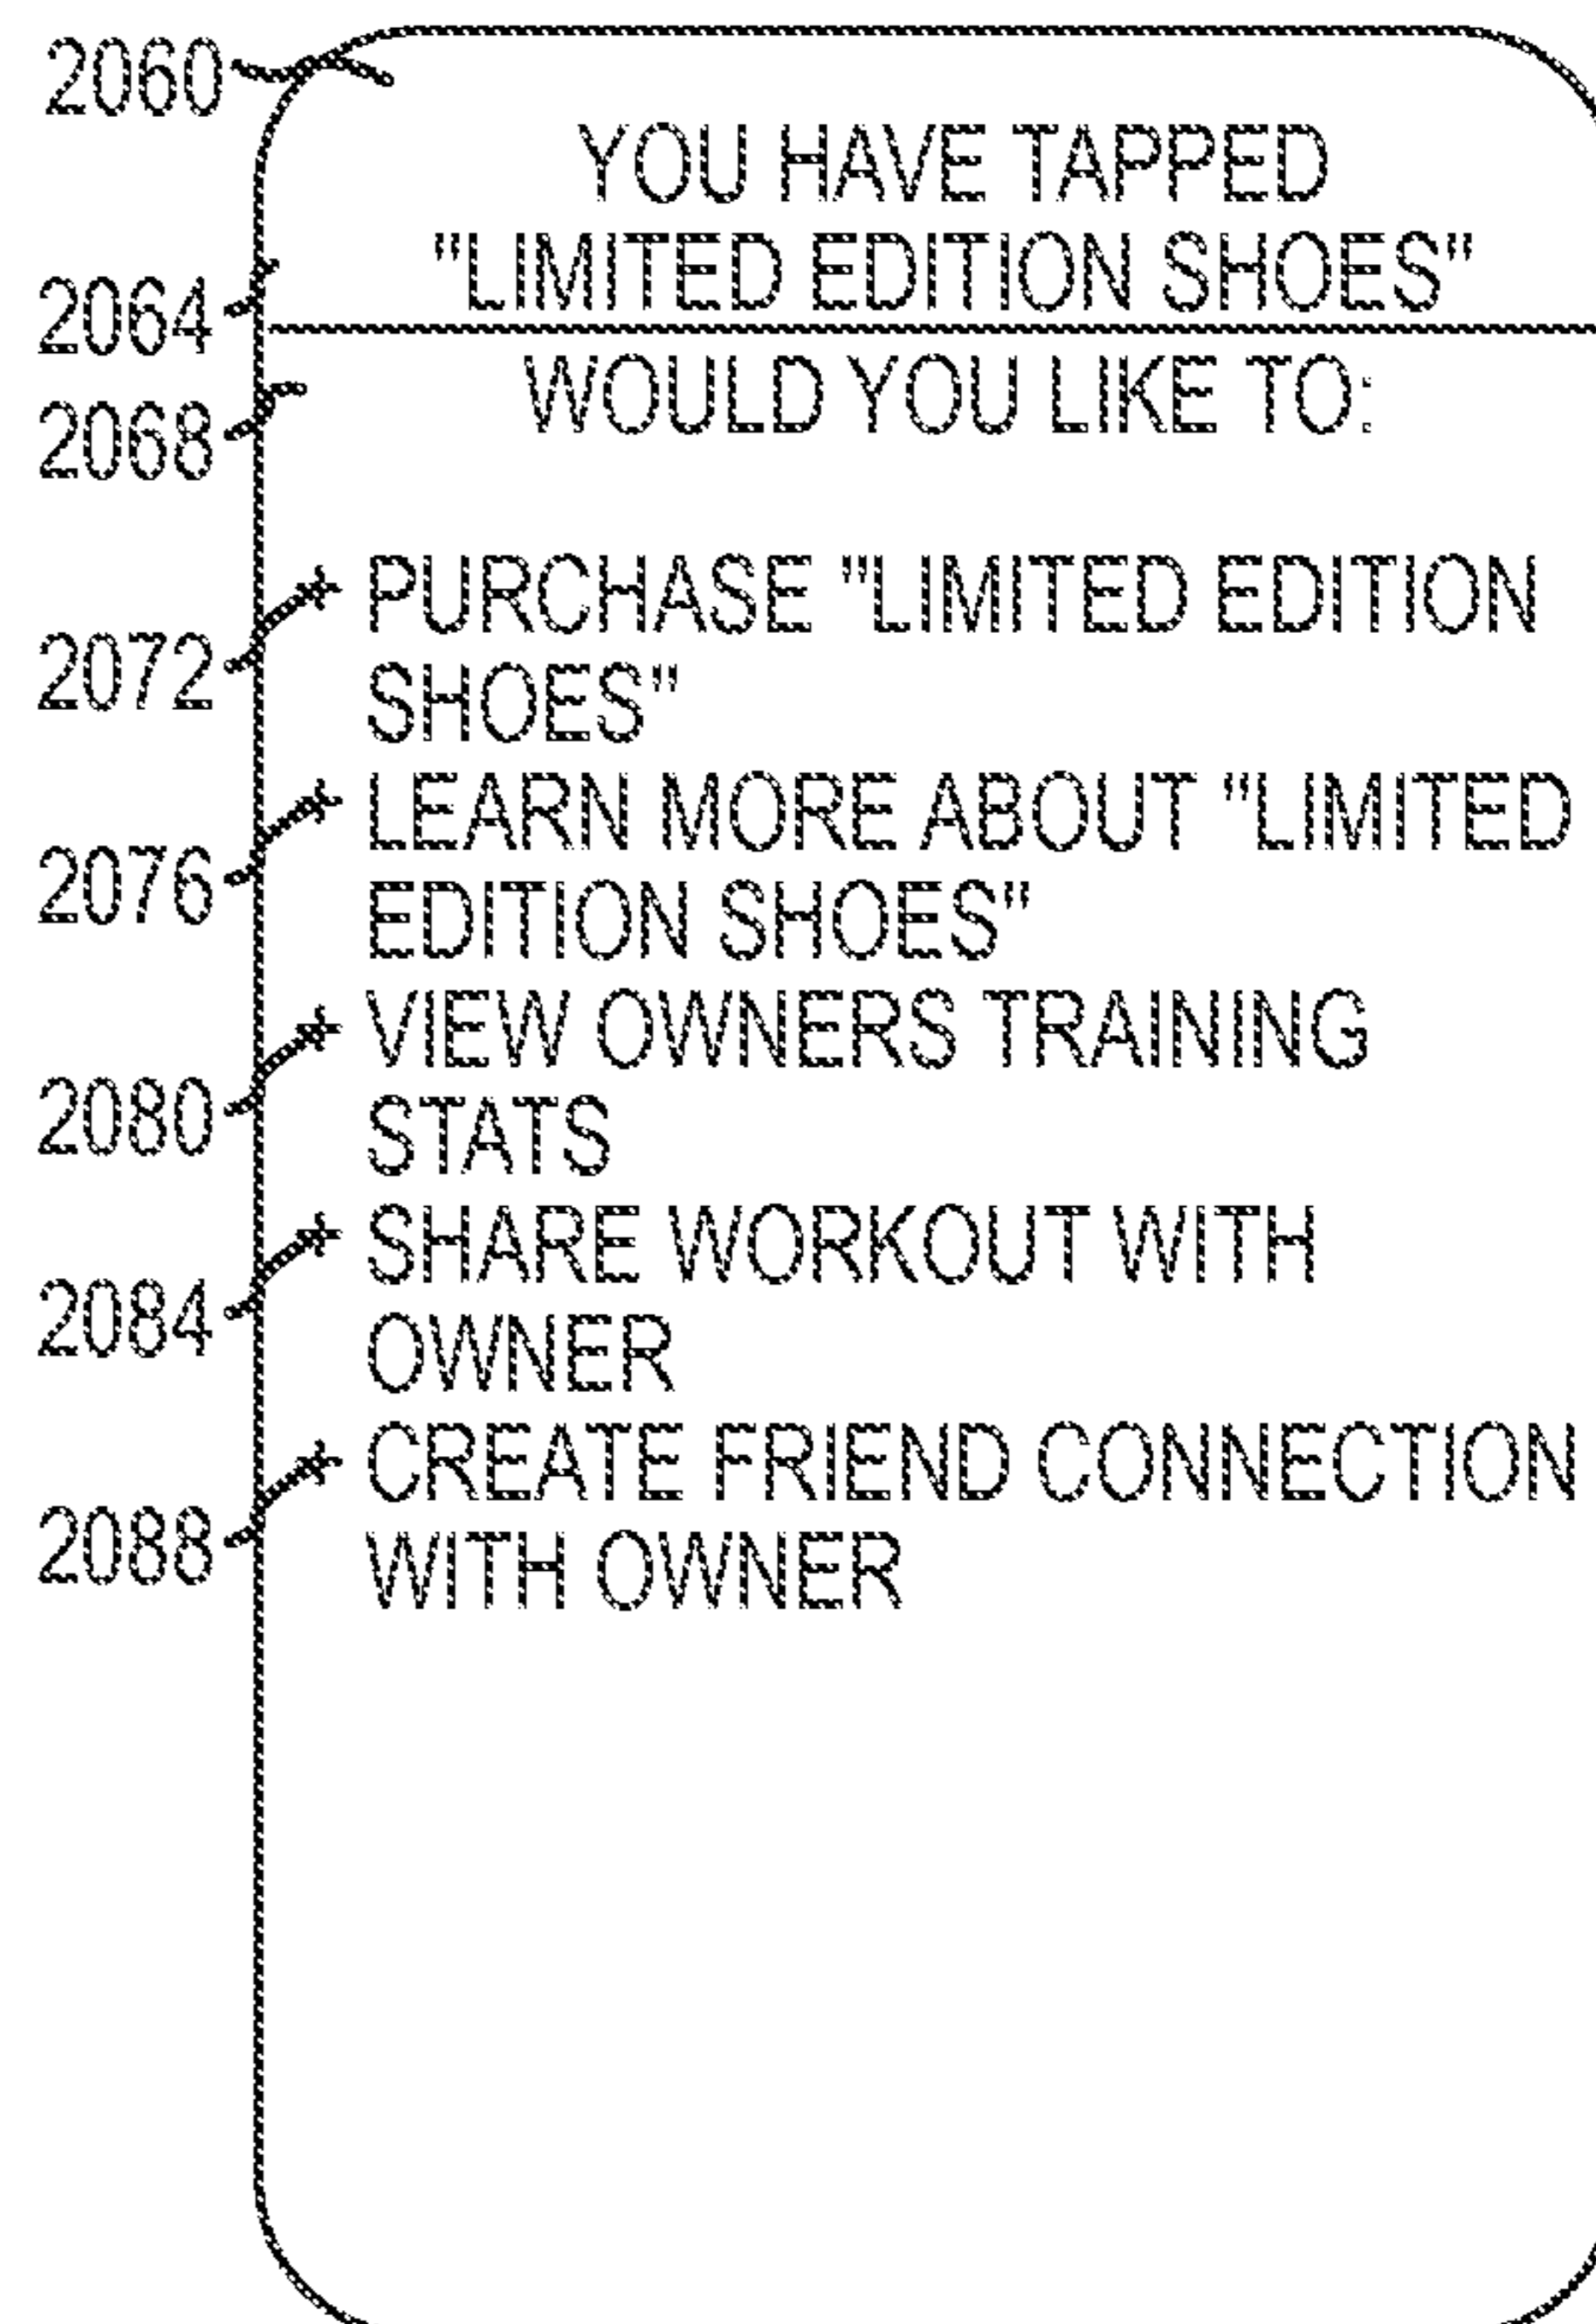 2060
YOU HAVE TAPPED
"LIMITED EDITION SHOES"
2064
WOULD YOU LIKE TO:
2068
PURCHASE "LIMITED EDITION
2072
SHOES"
LEARN MORE ABOUT "LIMITED
2076
EDITION SHOES"
VIEW OWNERS TRAINING
2080
STATS
SHARE WORKOUT WITH
2084
OWNER
CREATE FRIEND CONNECTION
2088
WITH OWNER